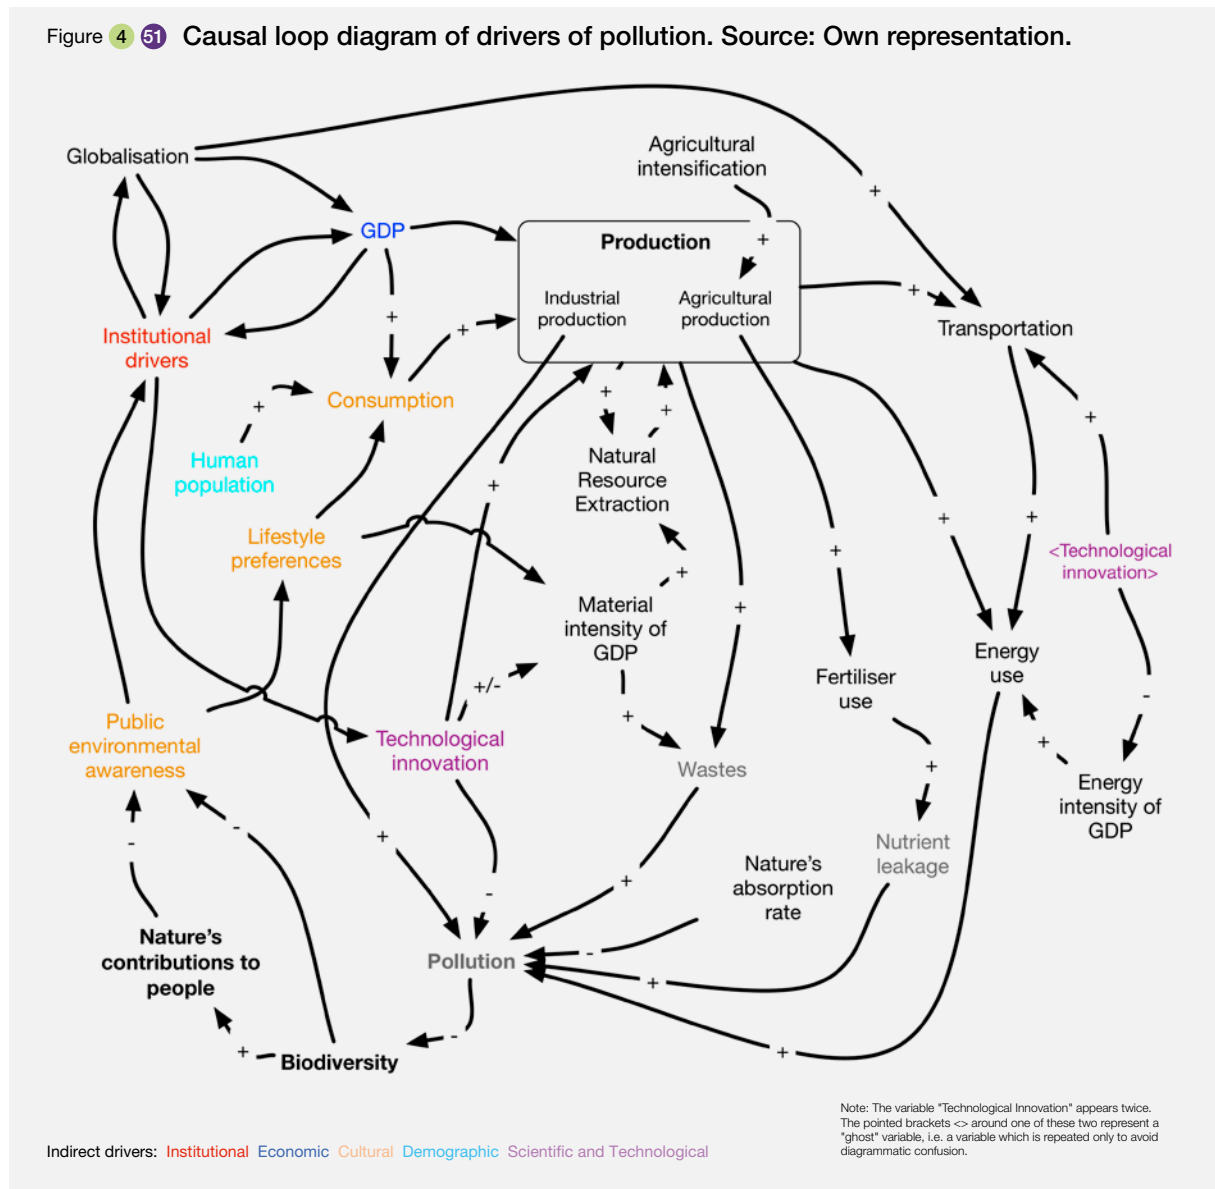 Figure 4 51 Causal loop diagram of drivers of pollution. Source: Own representation.
Globalisation
Agricultural
intensification
+
GDP
Production
+
Industrial
production
Agricultural
production
+
Transportation
Institutional
drivers
+
+
Consumption
+
Human
population
+
+
+
Natural
Resource
Extraction
+
Lifestyle
preferences
+
+
+
<Technological
innovation>
+
+
Material
intensity of
GDP
+
Energy
use
Fertiliser
use
+/-
-
Public
environmental
awareness
Technological
innovation
+
Wastes
+
+
Energy
intensity of
GDP
-
-
+
Nutrient
leakage
Nature's
absorption
rate
-
+
Nature's
contributions to
people
Pollution
-
+
-
+
Biodiversity
+
Note: The variable "Technological Innovation" appears twice.
The pointed brackets <> around one of these two represent a
"ghost" variable, i.e. a variable which is repeated only to avoid
diagrammatic confusion.
Indirect drivers: Institutional Economic Cultural Demographic Scientific and Technological